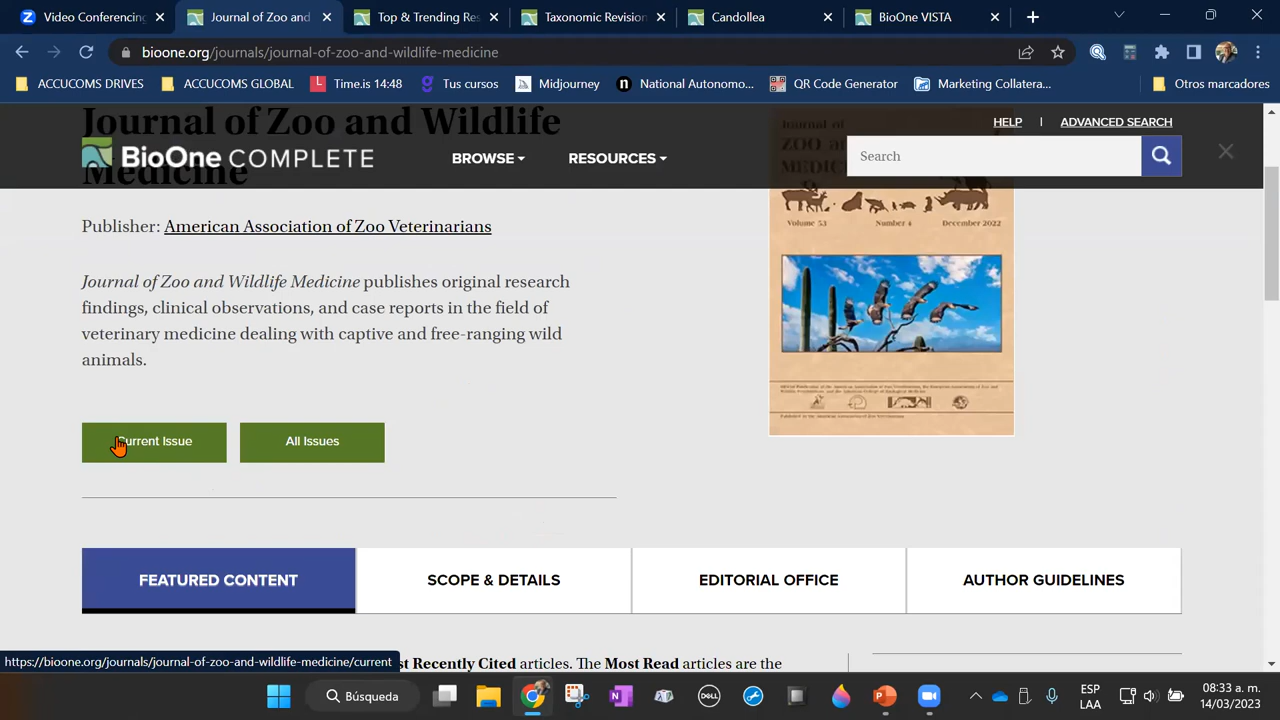 Video Conferencing
Journal of Zoo and
Top & Trending Res
Taxonomic Revision
Candollea
BioOne VISTA
bioone.org/journals/journal-of-zoo-and-wildlife-medicine
ACCUCOMS DRIVES
ACCUCOMS GLOBAL
Time.is 14:48
Tus cursos
Midjourney
National Autonomo...
QR Code Generator
Marketing Collatera...
Otros marcadores
Journal of Zoo and Wildlife
Medicine
HELP | ADVANCED SEARCH
BioOne COMPLETE
BROWSE
RESOURCES
Search
Publisher: American Association of Zoo Veterinarians
Journal of Zoo and Wildlife Medicine publishes original research
findings, clinical observations, and case reports in the field of
veterinary medicine dealing with captive and free-ranging wild
animals.
Journal of
ZOO an
MEDIC
Volume 53 Number 4 December 2022
Current Issue
All Issues
FEATURED CONTENT
SCOPE & DETAILS
EDITORIAL OFFICE
AUTHOR GUIDELINES
st Recently Cited articles. The Most Read articles are the
https://bioone.org/journals/journal-of-zoo-and-wildlife-medicine/current
Búsqueda
DELL
ESP
LAA
08:33 a. m.
14/03/2023